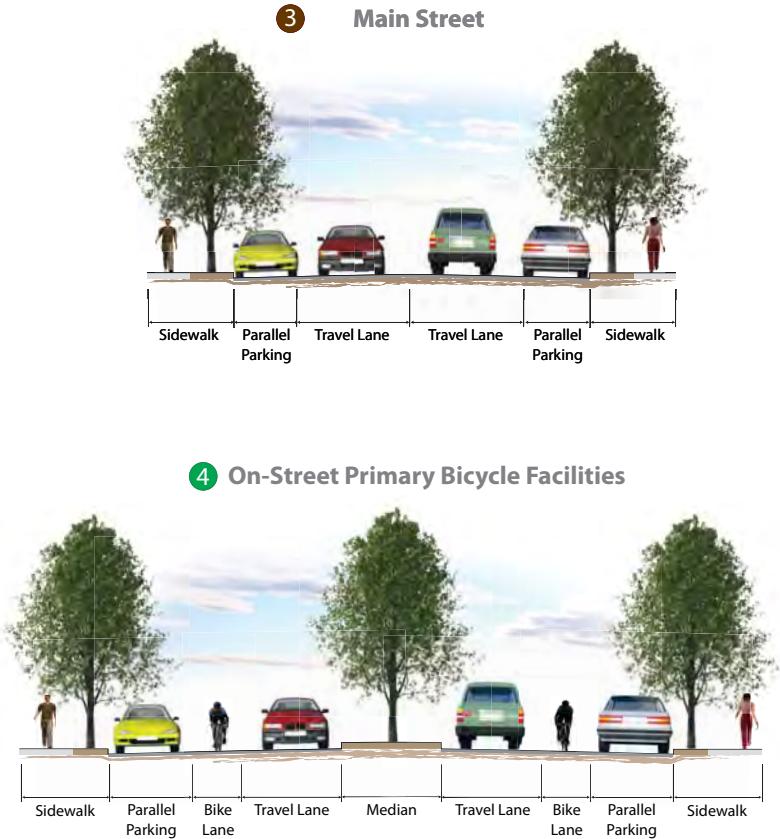 3 Main Street
Sidewalk Parallel Travel Lane Travel Lane Parallel Sidewalk
Parking Parking
4 On-Street Primary Bicycle Facilities
Sidewalk Parallel Bike Travel Lane Median Travel Lane Bike Parallel Sidewalk
Parking Lane Lane Parking